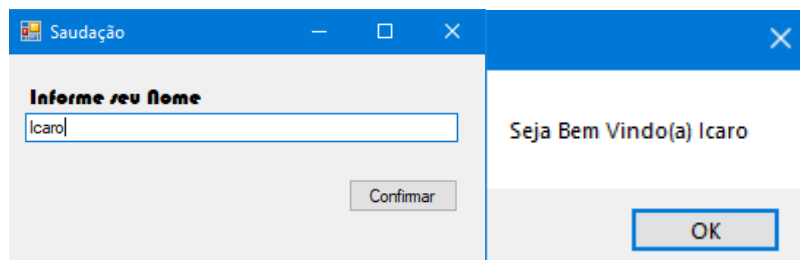 Saudação
Informe seu Nome
Icaro
Confirmar
Seja Bem Vindo(a) Icaro
OK